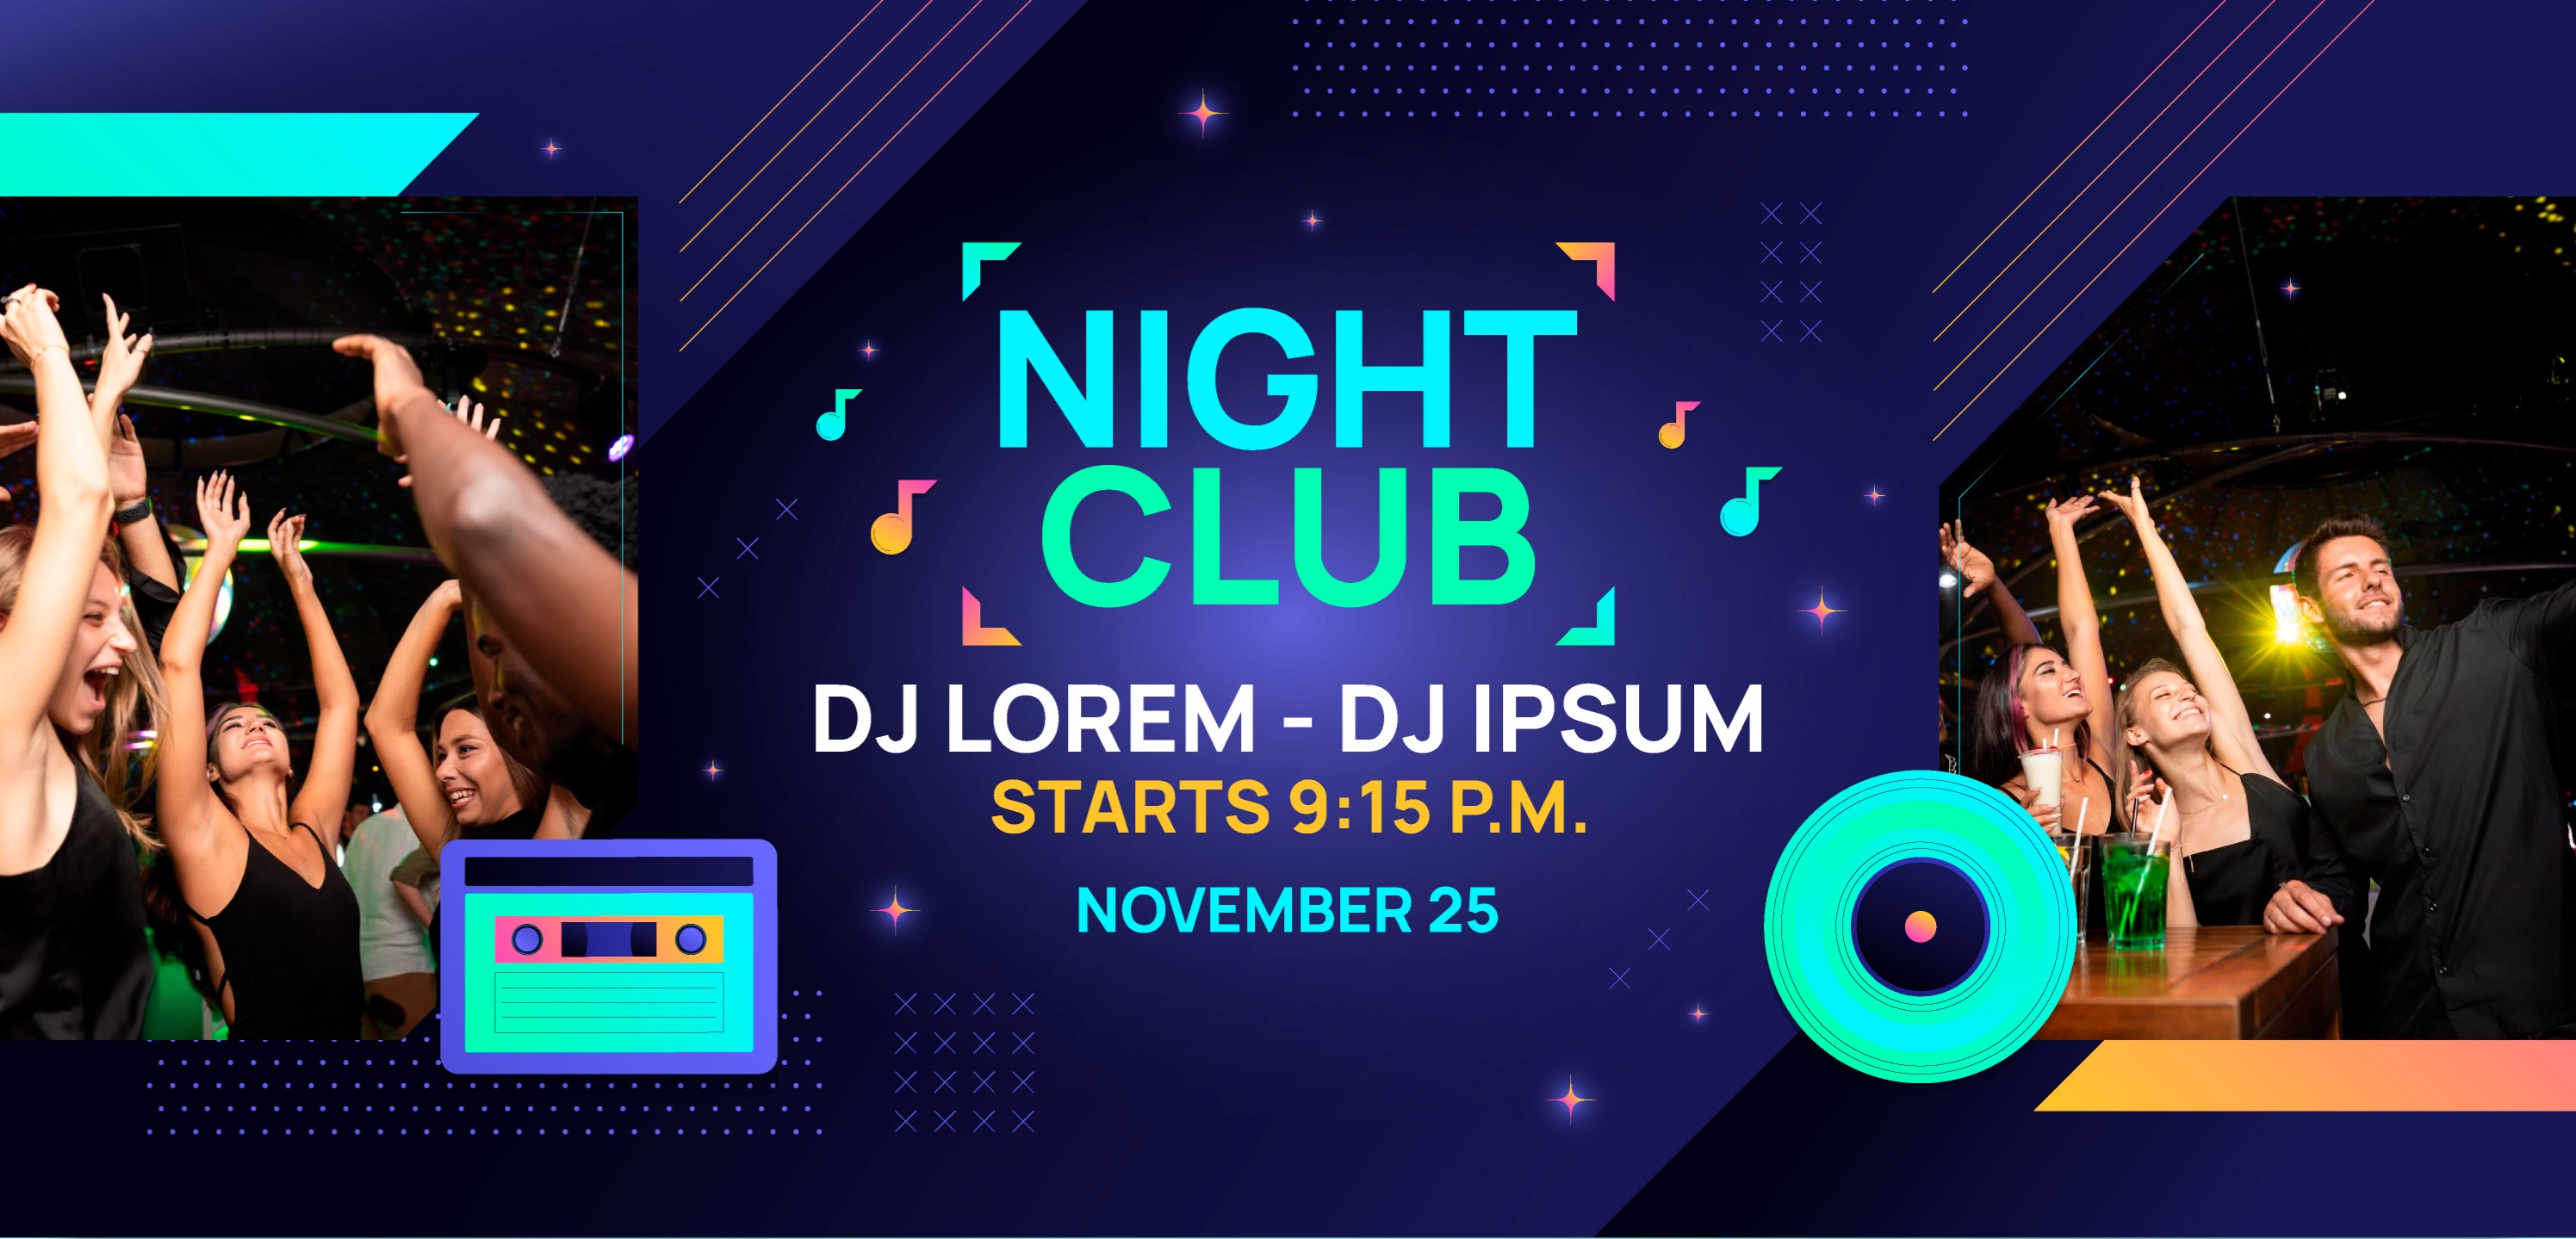 NIGHT
CLUB
DJ LOREM - DJ IPSUM
STARTS 9:15 P.M.
NOVEMBER 25